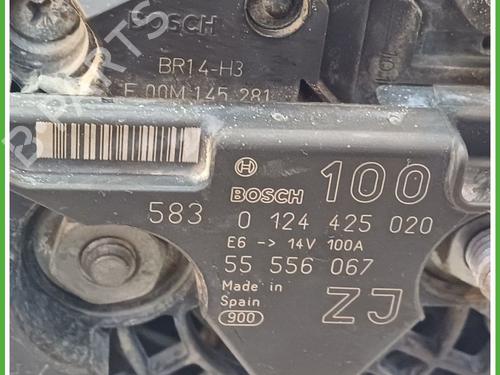 BOSCH
BR14-H3
F 00M 145 281
BOSCH
100
583
0 124 425 020
E6 -> 14V 100A
55 556 067
Made in
Spain
900
ZJ